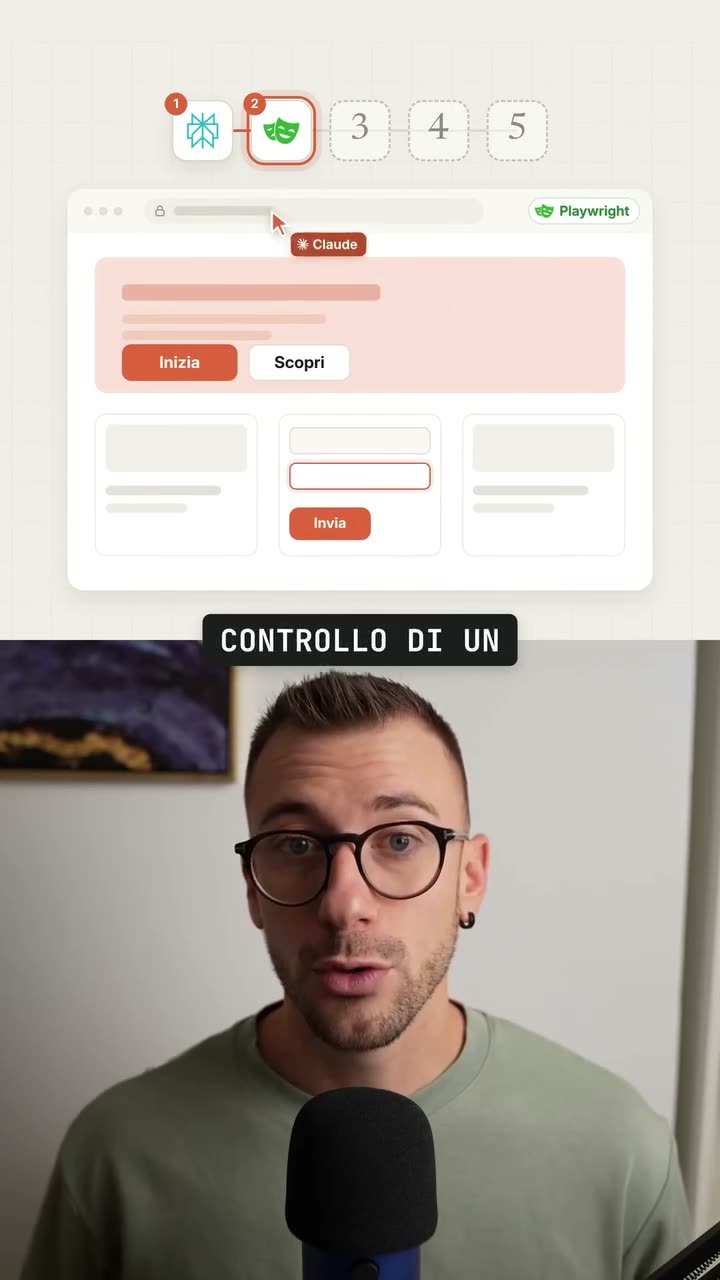 1
2
3
4
5
Playwright
Claude
Inizia
Scopri
Invia
CONTROLLO DI UN